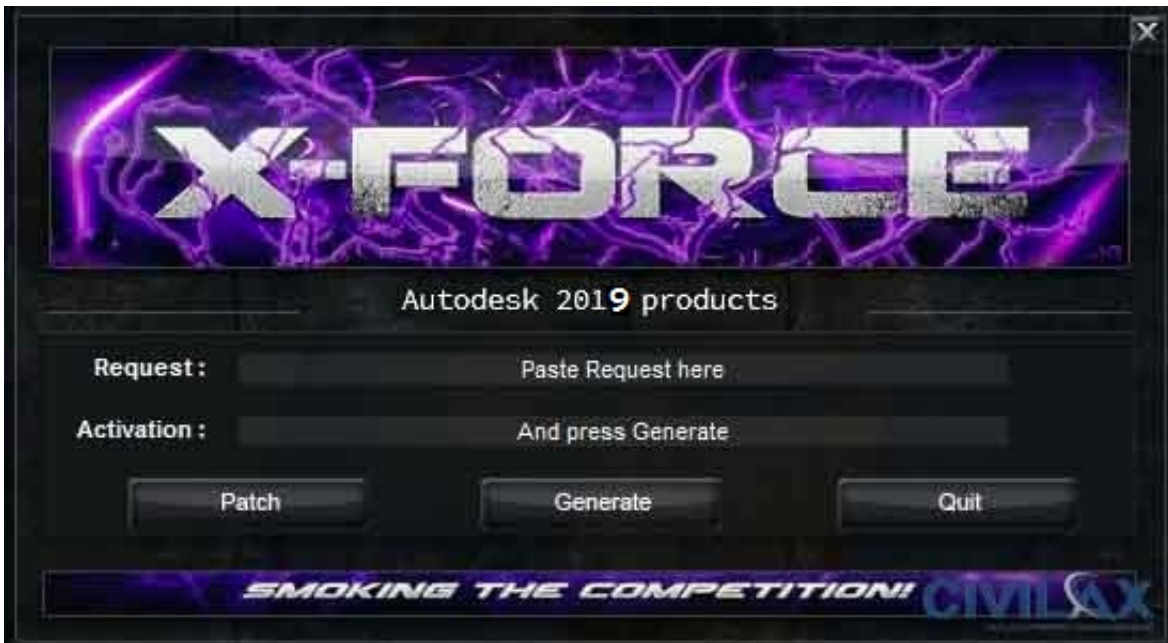 X
X-FORCE
Autodesk 2019 products
Request: Paste Request here
Activation: And press Generate
Patch Generate Quit
SMOKING THE COMPETITION!
CIVILAX